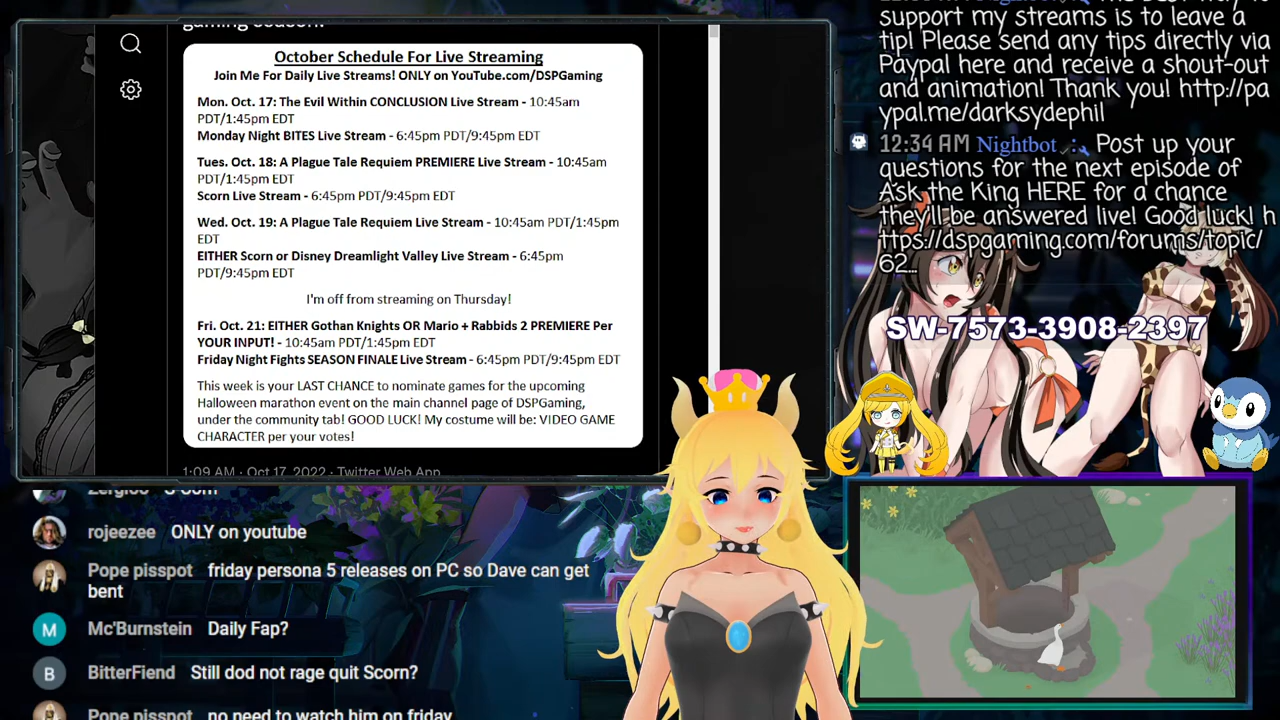 gaming season!
October Schedule For Live Streaming
Join Me For Daily Live Streams! ONLY on YouTube.com/DSPGaming
Mon. Oct. 17: The Evil Within CONCLUSION Live Stream - 10:45am
PDT/1:45pm EDT
Monday Night BITES Live Stream - 6:45pm PDT/9:45pm EDT
Tues. Oct. 18: A Plague Tale Requiem PREMIERE Live Stream - 10:45am
PDT/1:45pm EDT
Scorn Live Stream - 6:45pm PDT/9:45pm EDT
Wed. Oct. 19: A Plague Tale Requiem Live Stream - 10:45am PDT/1:45pm
EDT
EITHER Scorn or Disney Dreamlight Valley Live Stream - 6:45pm
PDT/9:45pm EDT
I'm off from streaming on Thursday!
Fri. Oct. 21: EITHER Gothan Knights OR Mario + Rabbids 2 PREMIERE Per
YOUR INPUT! - 10:45am PDT/1:45pm EDT
Friday Night Fights SEASON FINALE Live Stream - 6:45pm PDT/9:45pm EDT
This week is your LAST CHANCE to nominate games for the upcoming
Halloween marathon event on the main channel page of DSPGaming,
under the community tab! GOOD LUCK! My costume will be: VIDEO GAME
CHARACTER per your votes!
1:09 AM · Oct 17, 2022 · Twitter Web App
rojeezee ONLY on youtube
Pope pisspot friday persona 5 releases on PC so Dave can get
bent
M Mc'Burnstein Daily Fap?
B BitterFiend Still dod not rage quit Scorn?
Pope pisspot no need to watch him on friday
support my streams is to leave a
tip! Please send any tips directly via
Paypal here and receive a shout-out
and animation! Thank you! http://pa
ypal.me/darksydephil
12:34 AM Nightbot : Post up your
questions for the next episode of
Ask the King HERE for a chance
they'll be answered live! Good luck! h
ttps://dspgaming.com/forums/topic/
62...
SW-7573-3908-2397